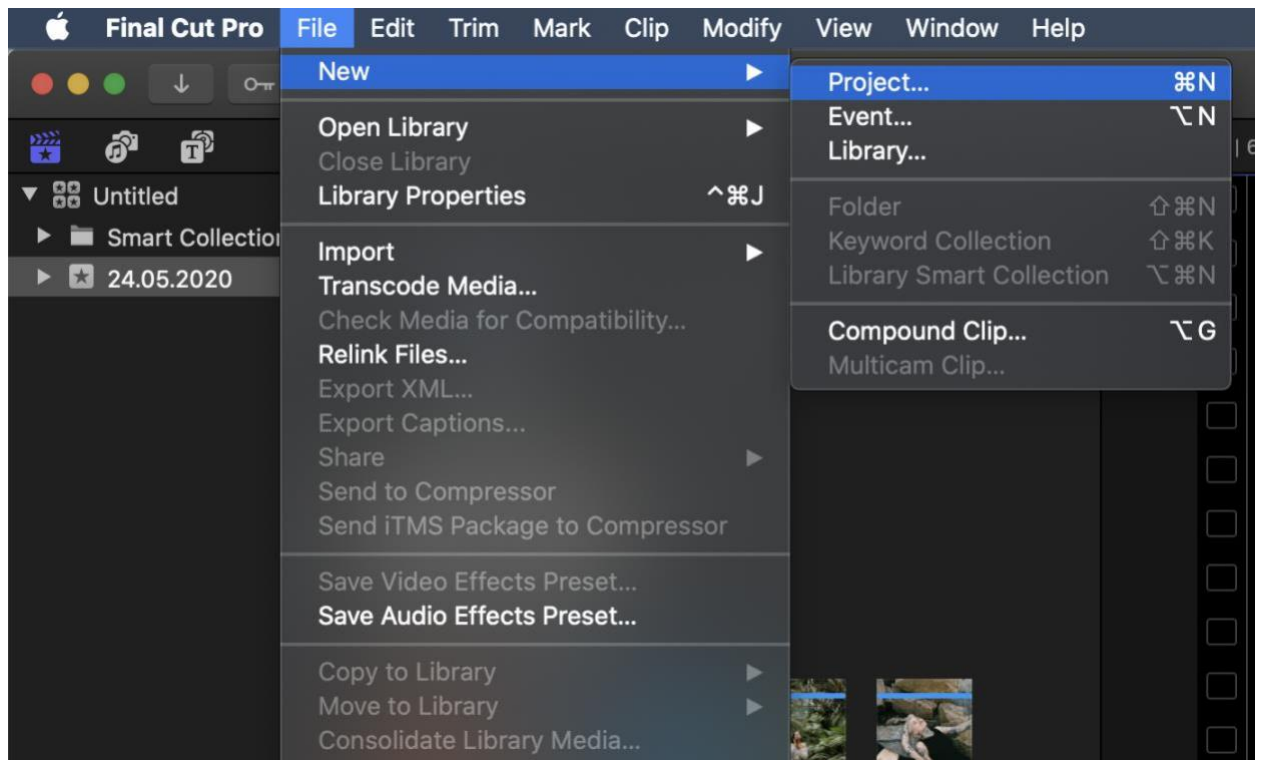 Final Cut Pro File Edit Trim Mark Clip Modify View Window Help
New
Open Library
Close Library
Library Properties ^⌘J
Import
Transcode Media...
Check Media for Compatibility...
Relink Files...
Export XML...
Export Captions...
Share
Send to Compressor
Send iTMS Package to Compressor
Save Video Effects Preset...
Save Audio Effects Preset...
Copy to Library
Move to Library
Consolidate Library Media...
Project... ⌘N
Event... ⌥N
Library...
Folder ⇧⌘N
Keyword Collection ⇧⌘K
Library Smart Collection ⌥⌘N
Compound Clip... ⌥G
Multicam Clip...
Untitled
Smart Collection
24.05.2020